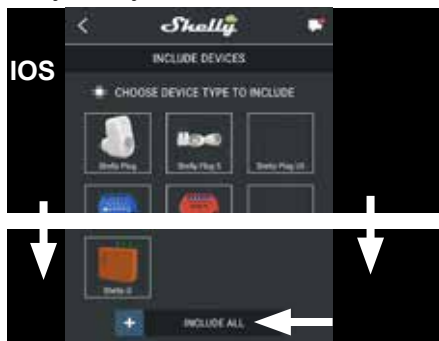 Shelly
INCLUDE DEVICES
IOS
CHOOSE DEVICE TYPE TO INCLUDE
Shelly Plug
Shelly Plug S
Shelly Plug US
INCLUDE ALL